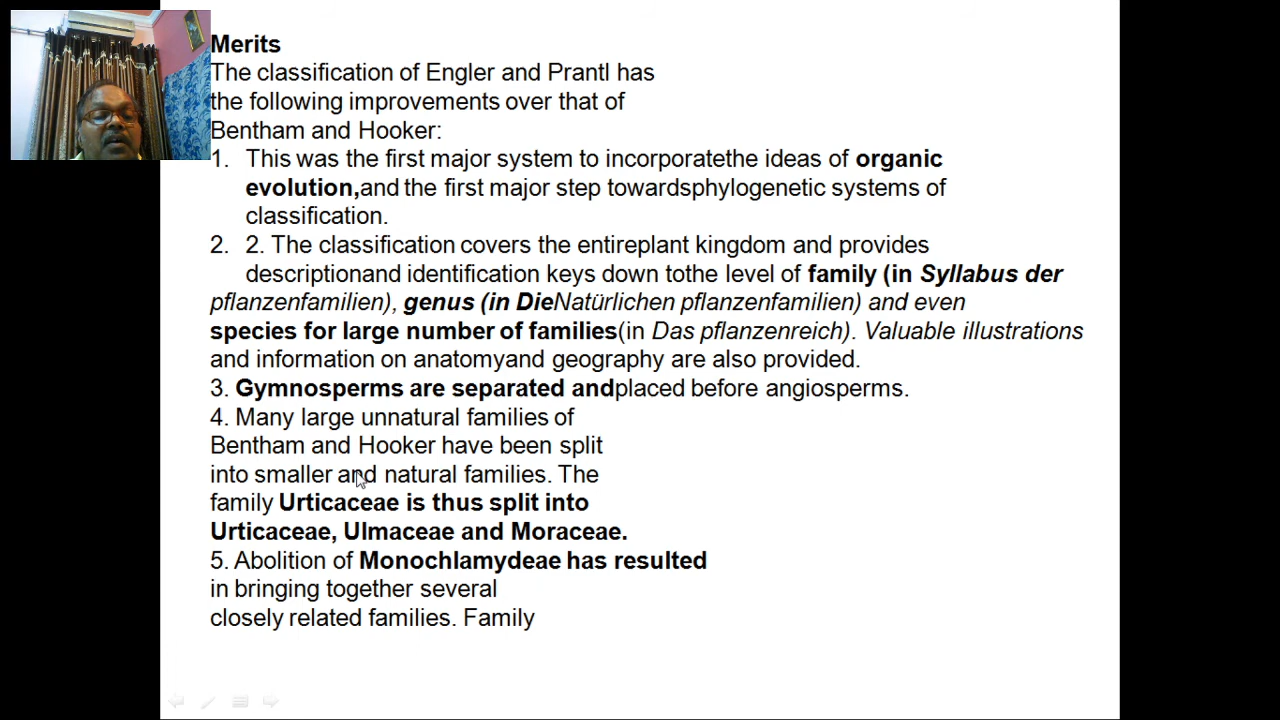 Merits
The classification of Engler and Prantl has
the following improvements over that of
Bentham and Hooker:
1. This was the first major system to incorporatethe ideas of organic
evolution,and the first major step towardsphylogenetic systems of
classification.
2. 2. The classification covers the entireplant kingdom and provides
descriptionand identification keys down tothe level of family (in Syllabus der
pflanzenfamilien), genus (in DieNatürlichen pflanzenfamilien) and even
species for large number of families(in Das pflanzenreich). Valuable illustrations
and information on anatomyand geography are also provided.
3. Gymnosperms are separated andplaced before angiosperms.
4. Many large unnatural families of
Bentham and Hooker have been split
into smaller and natural families. The
family Urticaceae is thus split into
Urticaceae, Ulmaceae and Moraceae.
5. Abolition of Monochlamydeae has resulted
in bringing together several
closely related families. Family